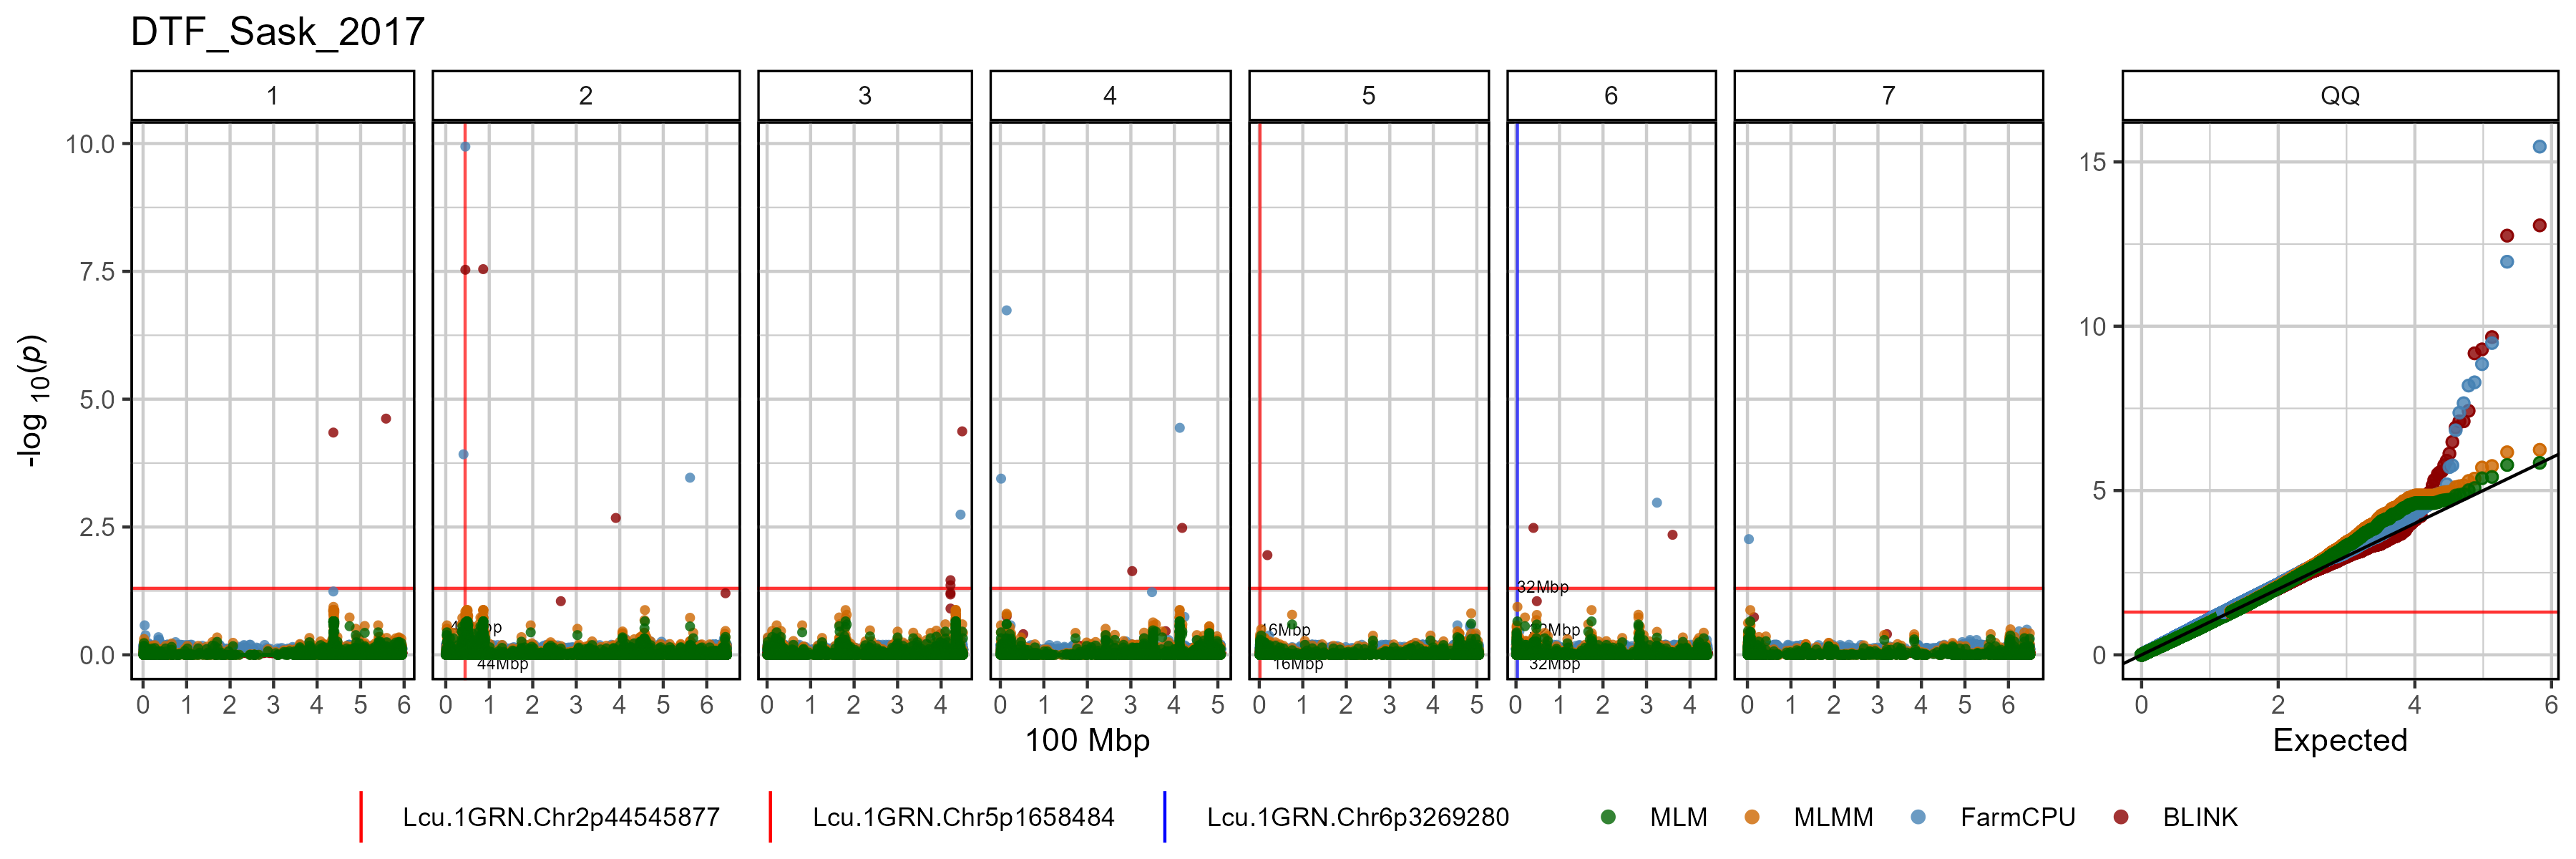 DTF_Sask_2017
1 2 3 4 5 6 7 QQ
10.0
7.5
5.0
2.5
0.0
-log 10(p)
15
10
5
0
32Mbp
16Mbp
44Mbp
16Mbp
32Mbp
0 1 2 3 4 5 6
0 1 2 3 4 5 6
0 1 2 3 4
0 1 2 3 4 5
0 1 2 3 4 5
0 1 2 3 4
0 1 2 3 4 5 6
0 2 4 6
100 Mbp
Expected
Lcu.1GRN.Chr2p44545877
Lcu.1GRN.Chr5p1658484
Lcu.1GRN.Chr6p3269280
MLM
MLMM
FarmCPU
BLINK